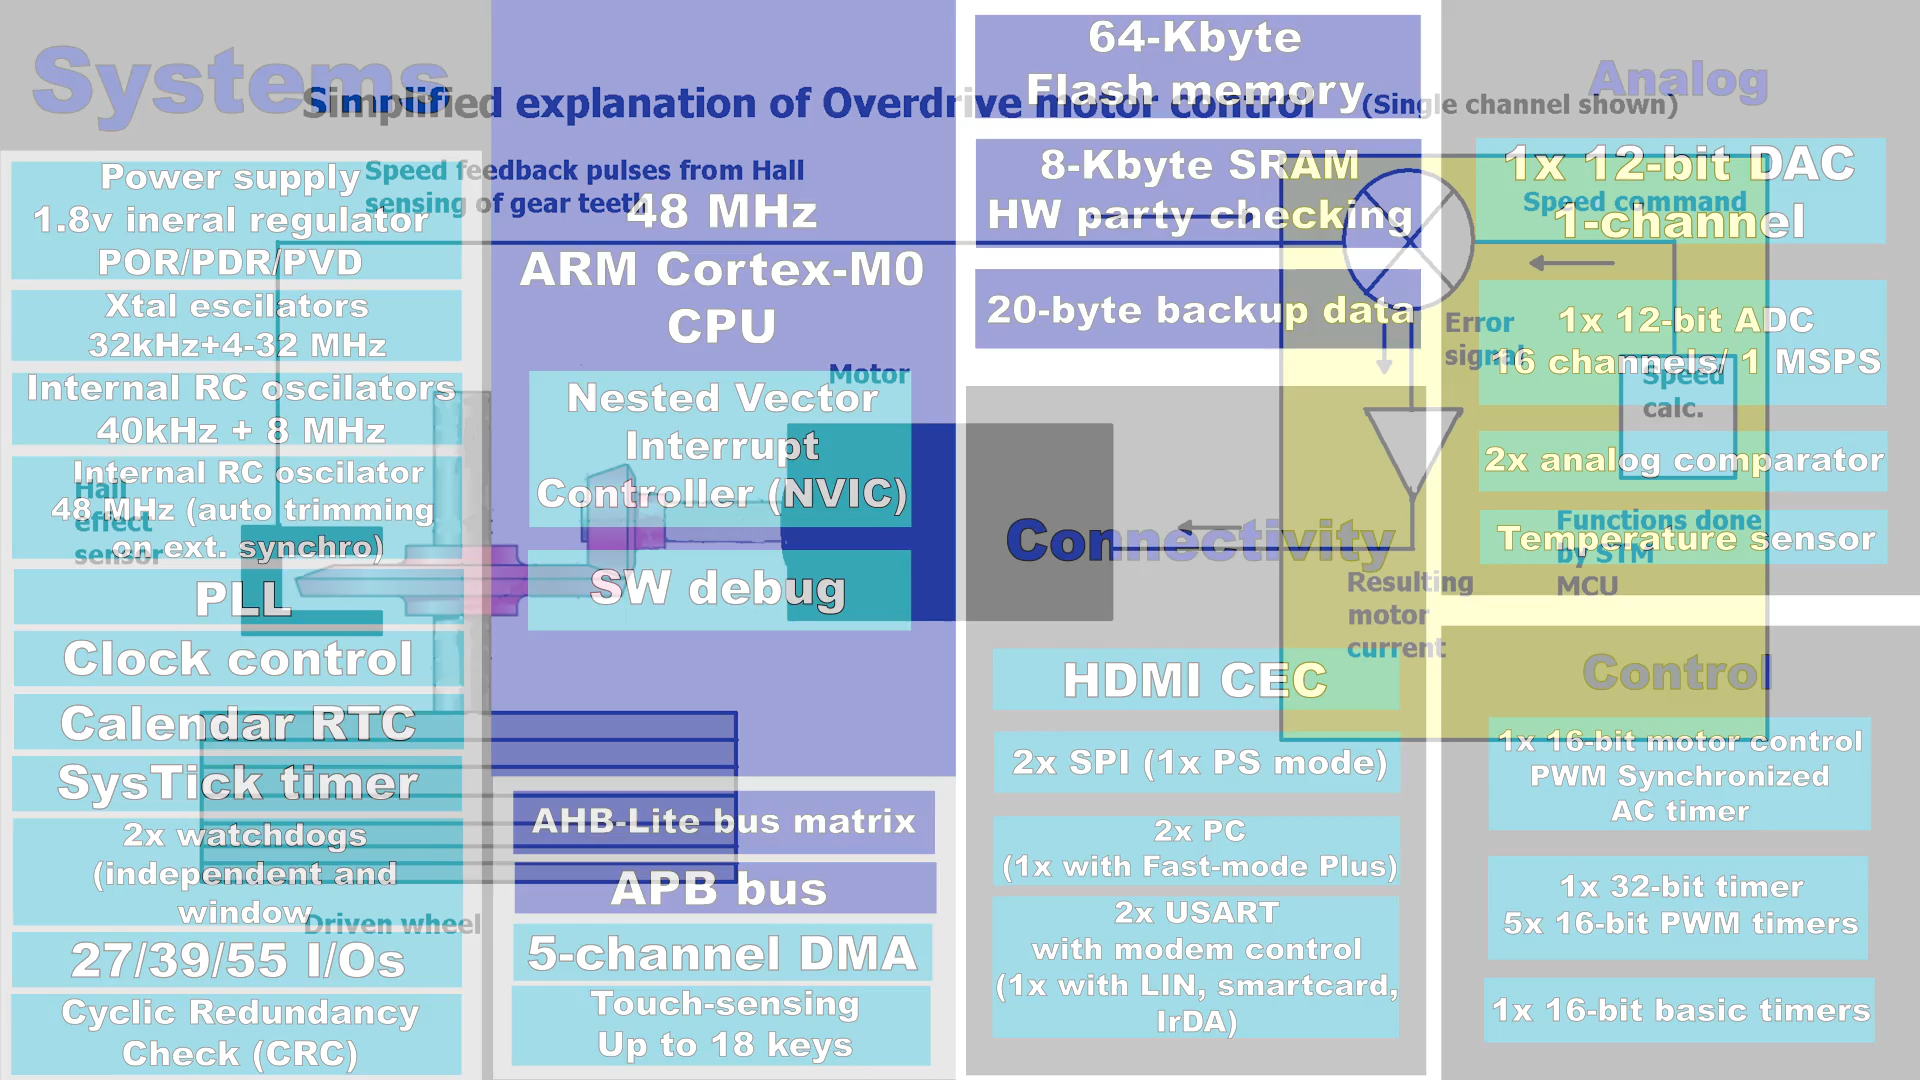 Systems
Power supply
1.8v ineral regulator
POR/PDR/PVD
Xtal escilators
32kHz+4-32 MHz
Internal RC oscilators
40kHz + 8 MHz
Internal RC oscilator
48 MHz (auto trimming
on ext. synchro)
PLL
Clock control
Calendar RTC
SysTick timer
2x watchdogs
(independent and
window
27/39/55 I/Os
Cyclic Redundancy
Check (CRC)
48 MHz
ARM Cortex-M0
CPU
Nested Vector
Interrupt
Controller (NVIC)
SW debug
AHB-Lite bus matrix
APB bus
5-channel DMA
Touch-sensing
Up to 18 keys
64-Kbyte
Flash memory
8-Kbyte SRAM
HW party checking
20-byte backup data
Connectivity
HDMI CEC
2x SPI (1x PS mode)
2x PC
(1x with Fast-mode Plus)
2x USART
with modem control
(1x with LIN, smartcard,
IrDA)
Analog
1x 12-bit DAC
1-channel
1x 12-bit ADC
16 channels/ 1 MSPS
2x analog comparator
Temperature sensor
Control
1x 16-bit motor control
PWM Synchronized
AC timer
1x 32-bit timer
5x 16-bit PWM timers
1x 16-bit basic timers
Simplified explanation of Overdrive motor control (Single channel shown)
Speed feedback pulses from Hall
sensing of gear teeth
Motor
Hall
effect
sensor
Driven wheel
Speed command
Error
signal
Speed
calc.
Functions done
by STM
MCU
Resulting
motor
current